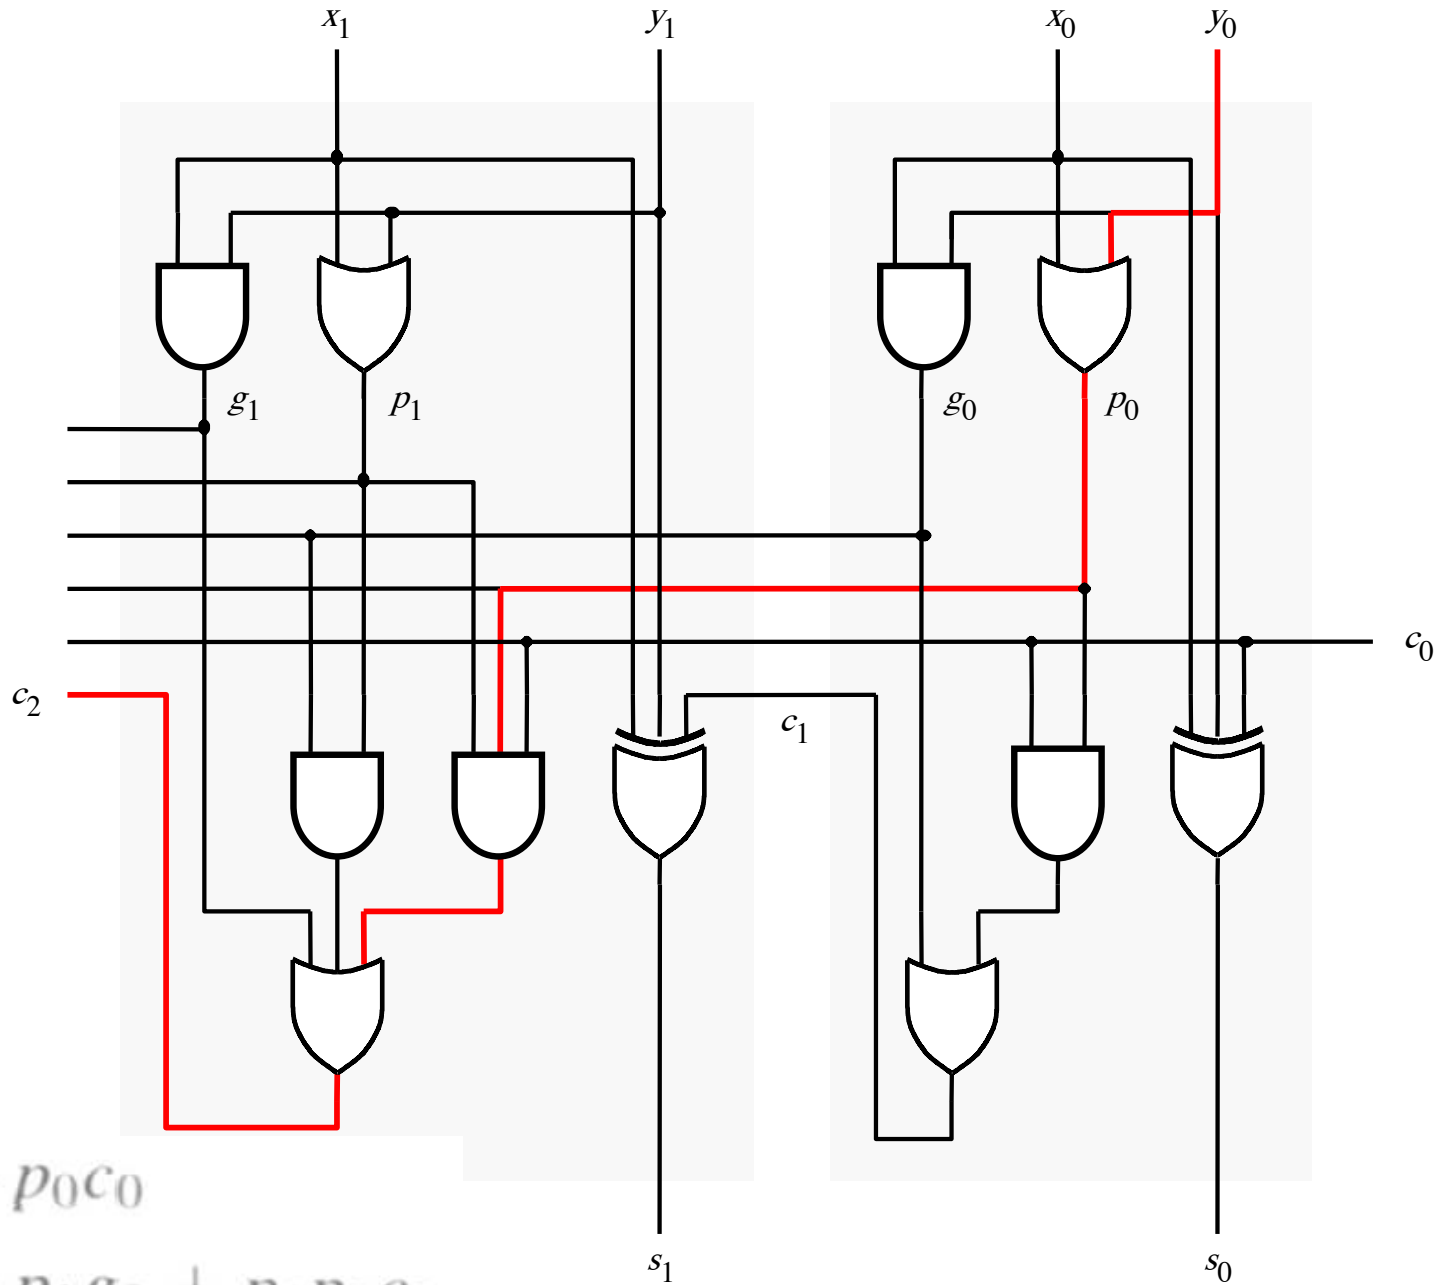 x₁ y₁ x₀ y₀
g₁ p₁ g₀ p₀
c₀
c₂ c₁
p₀c₀
s₁ s₀